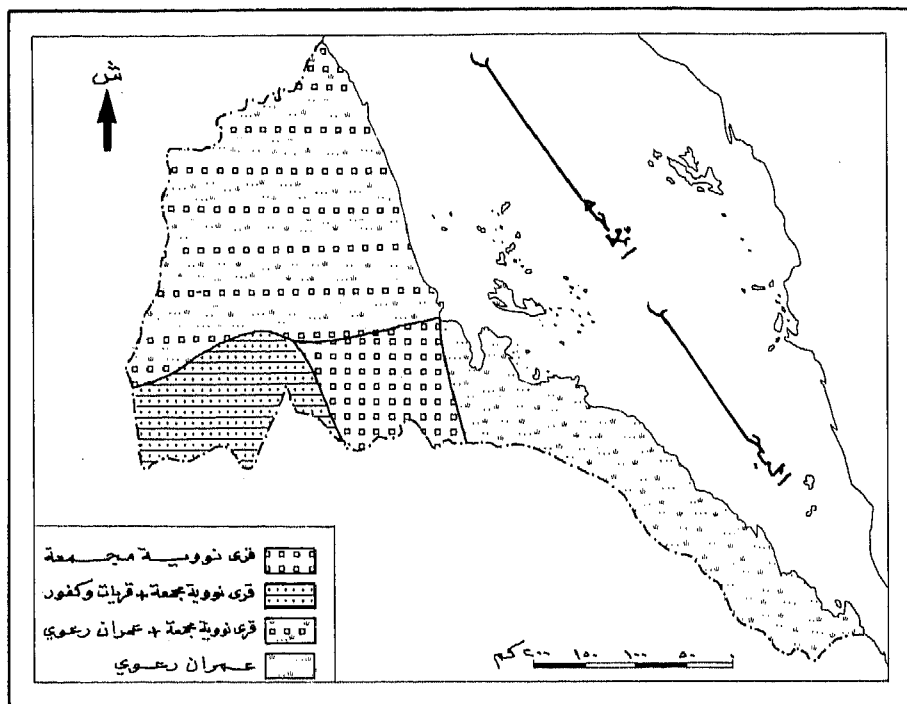 ش
البحر
الأحمر
قرى نووية مجمعة
قرى نووية مجمعة + قريات وكفور
قرى نووية مجمعة + عمران رعوي
عمران رعوي
٥٠ ١٠٠ ١٥٠ ٢٠٠ كم